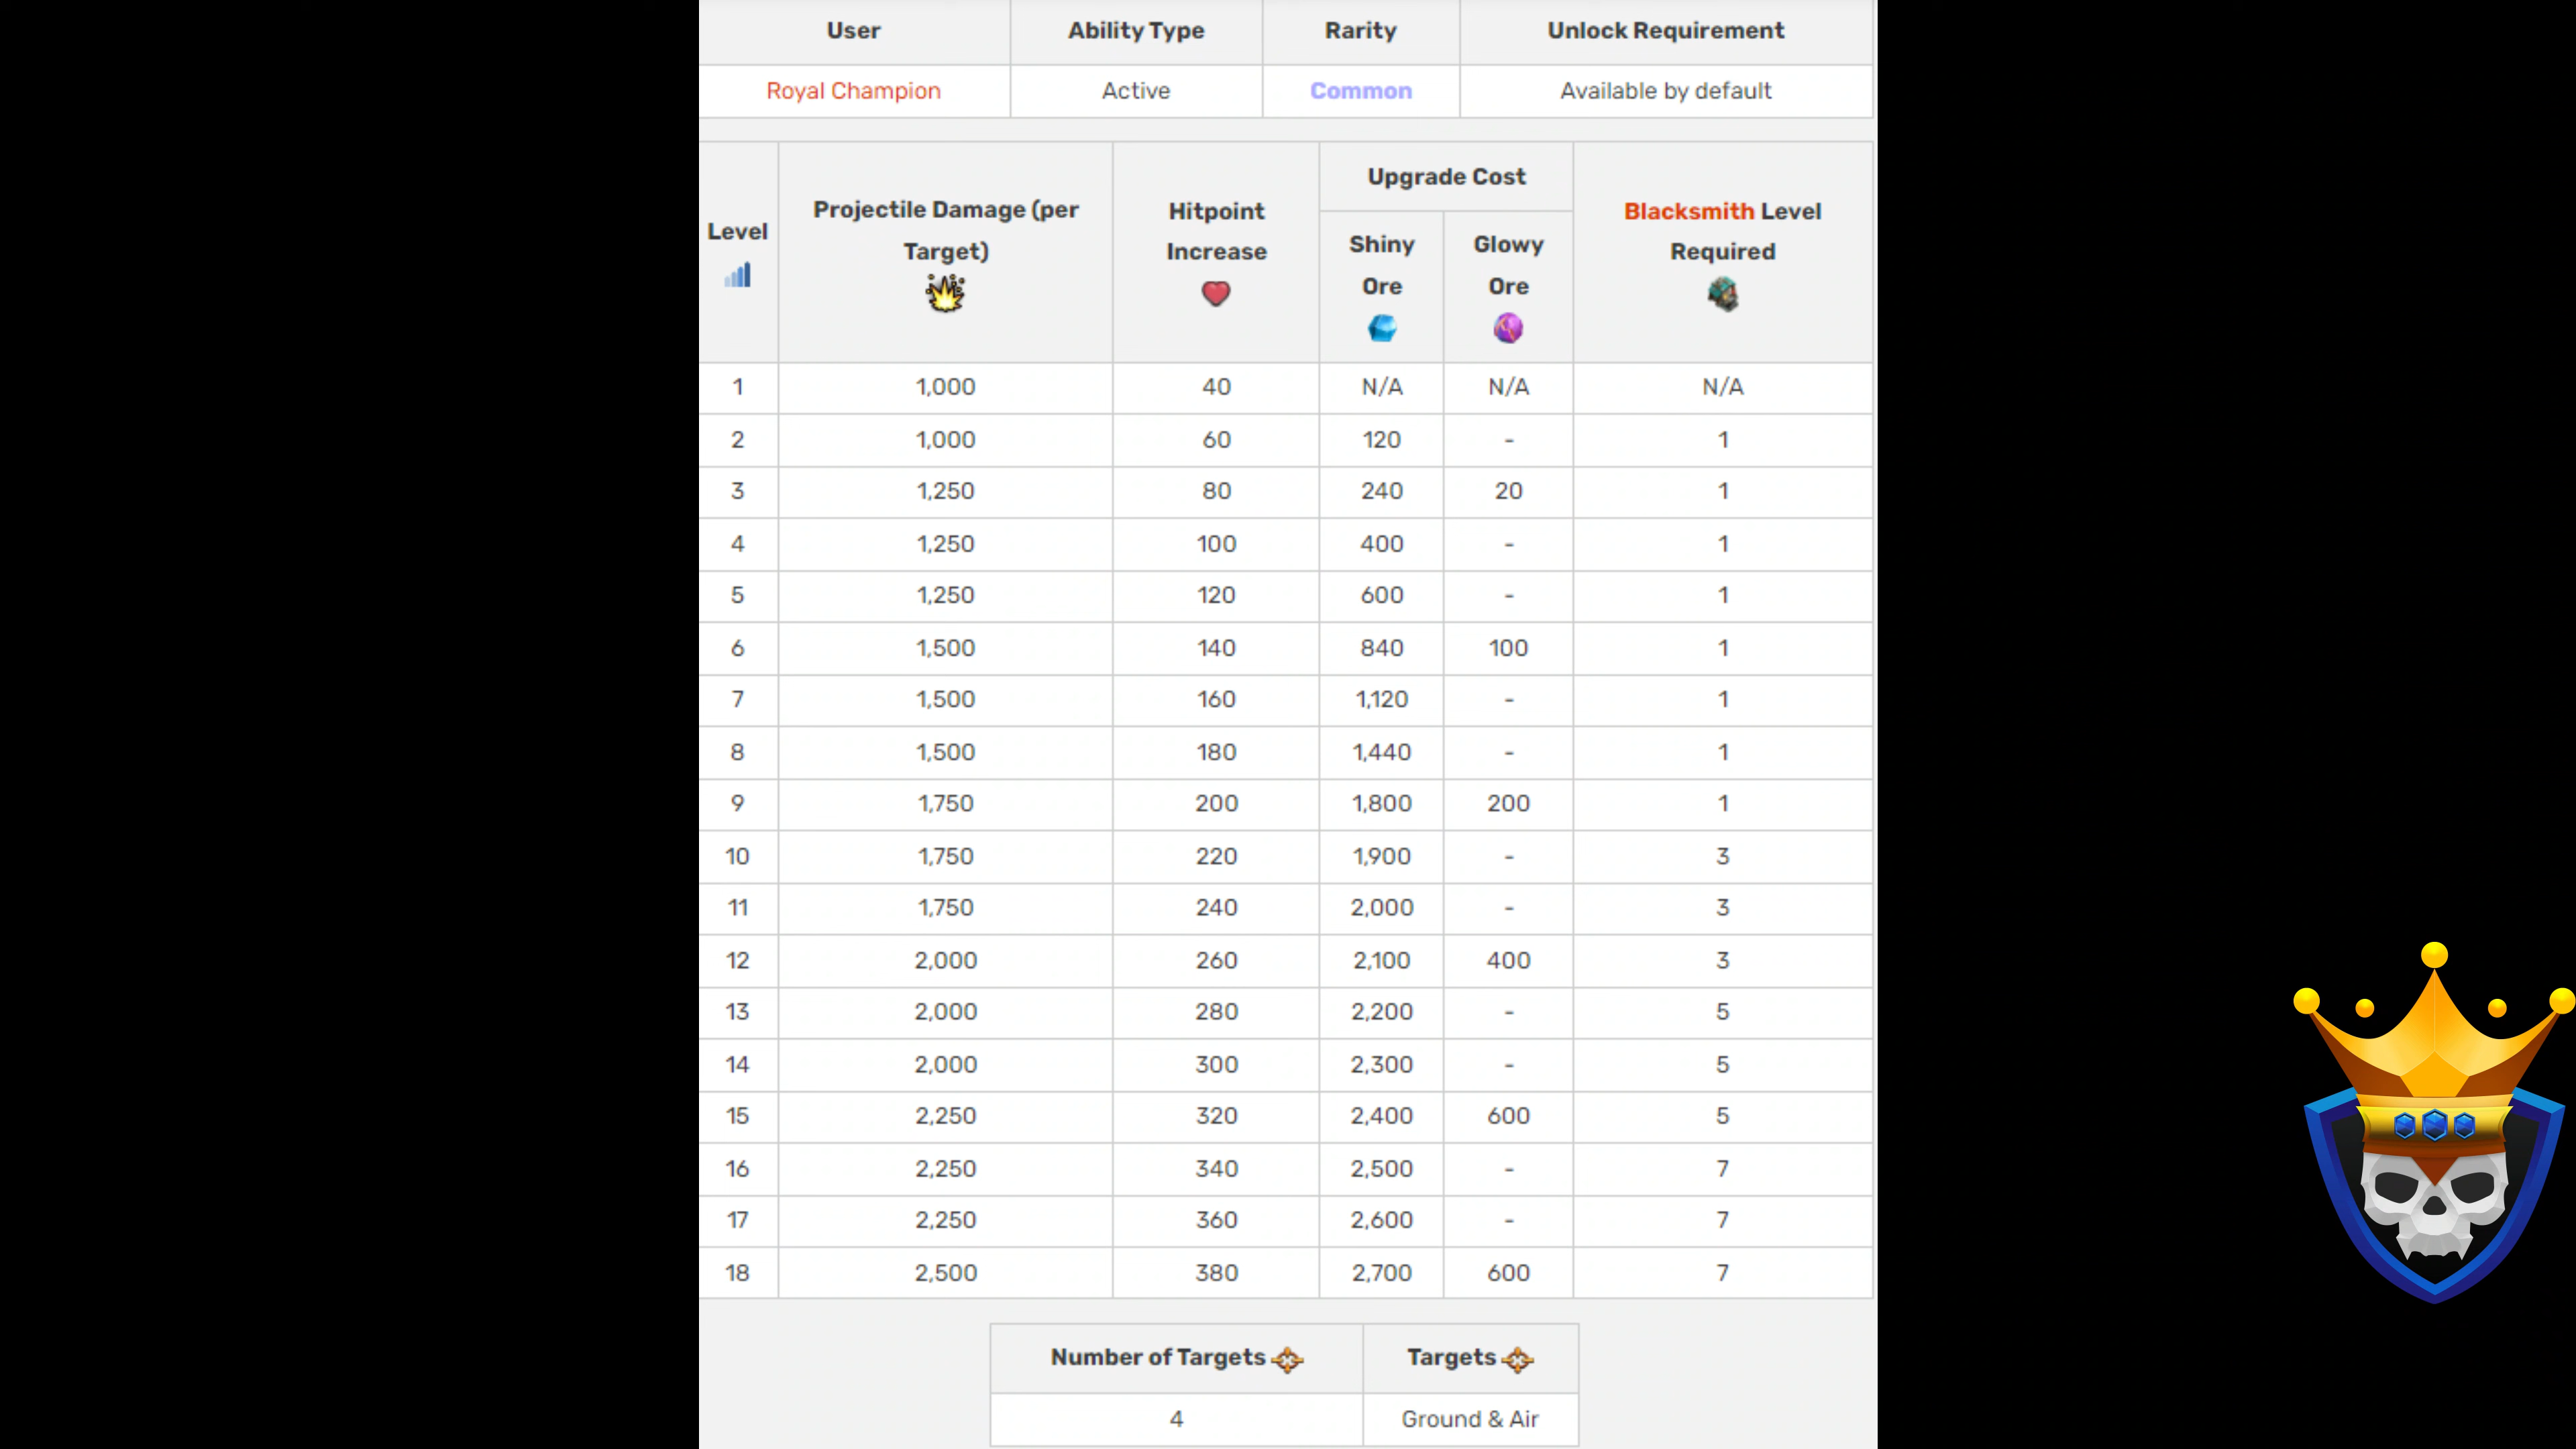 User Ability Type Rarity Unlock Requirement
Royal Champion Active Common Available by default
Level
Projectile Damage (per
Target)
Hitpoint
Increase
Upgrade Cost
Shiny
Ore
Glowy
Ore
Blacksmith Level
Required
1 1,000 40 N/A N/A N/A
2 1,000 60 120 - 1
3 1,250 80 240 20 1
4 1,250 100 400 - 1
5 1,250 120 600 - 1
6 1,500 140 840 100 1
7 1,500 160 1,120 - 1
8 1,500 180 1,440 - 1
9 1,750 200 1,800 200 1
10 1,750 220 1,900 - 3
11 1,750 240 2,000 - 3
12 2,000 260 2,100 400 3
13 2,000 280 2,200 - 5
14 2,000 300 2,300 - 5
15 2,250 320 2,400 600 5
16 2,250 340 2,500 - 7
17 2,250 360 2,600 - 7
18 2,500 380 2,700 600 7
Number of Targets Targets
4 Ground & Air